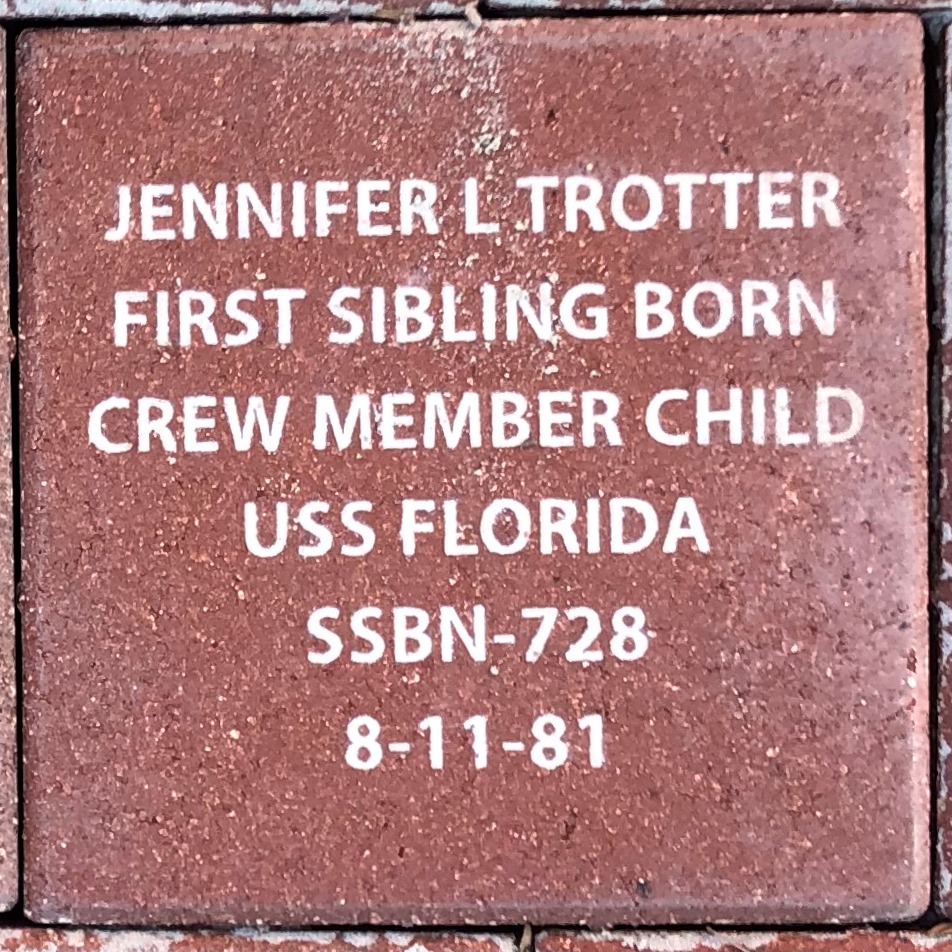 JENNIFER L TROTTER
FIRST SIBLING BORN
CREW MEMBER CHILD
USS FLORIDA
SSBN-728
8-11-81